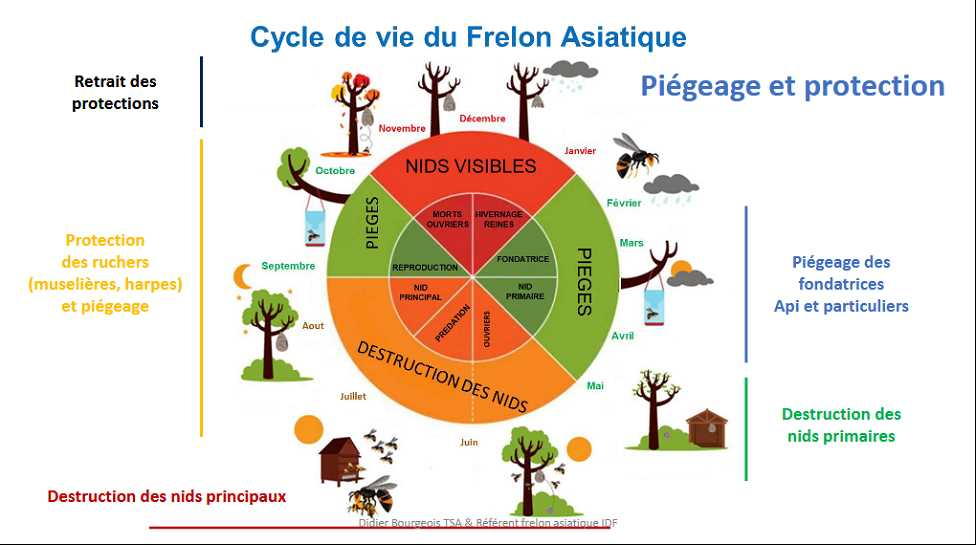 Cycle de vie du Frelon Asiatique
Piégeage et protection
Retrait des
protections
Protection
des ruchers
(muselières, harpes)
et piégeage
Destruction des nids principaux
Piégeage des
fondatrices
Api et particuliers
Destruction des
nids primaires
Novembre
Décembre
Janvier
Février
Mars
Avril
Mai
Juin
Juillet
Aout
Septembre
Octobre
NIDS VISIBLES
PIEGES
PIEGES
DESTRUCTION DES NIDS
MORTS
OUVRIERS
HIVERNAGE
REINES
FONDATRICE
NID
PRIMAIRE
OUVRIERS
PREDATION
NID
PRINCIPAL
REPRODUCTION
Didier Bourgeois TSA & Référent frelon asiatique IDF